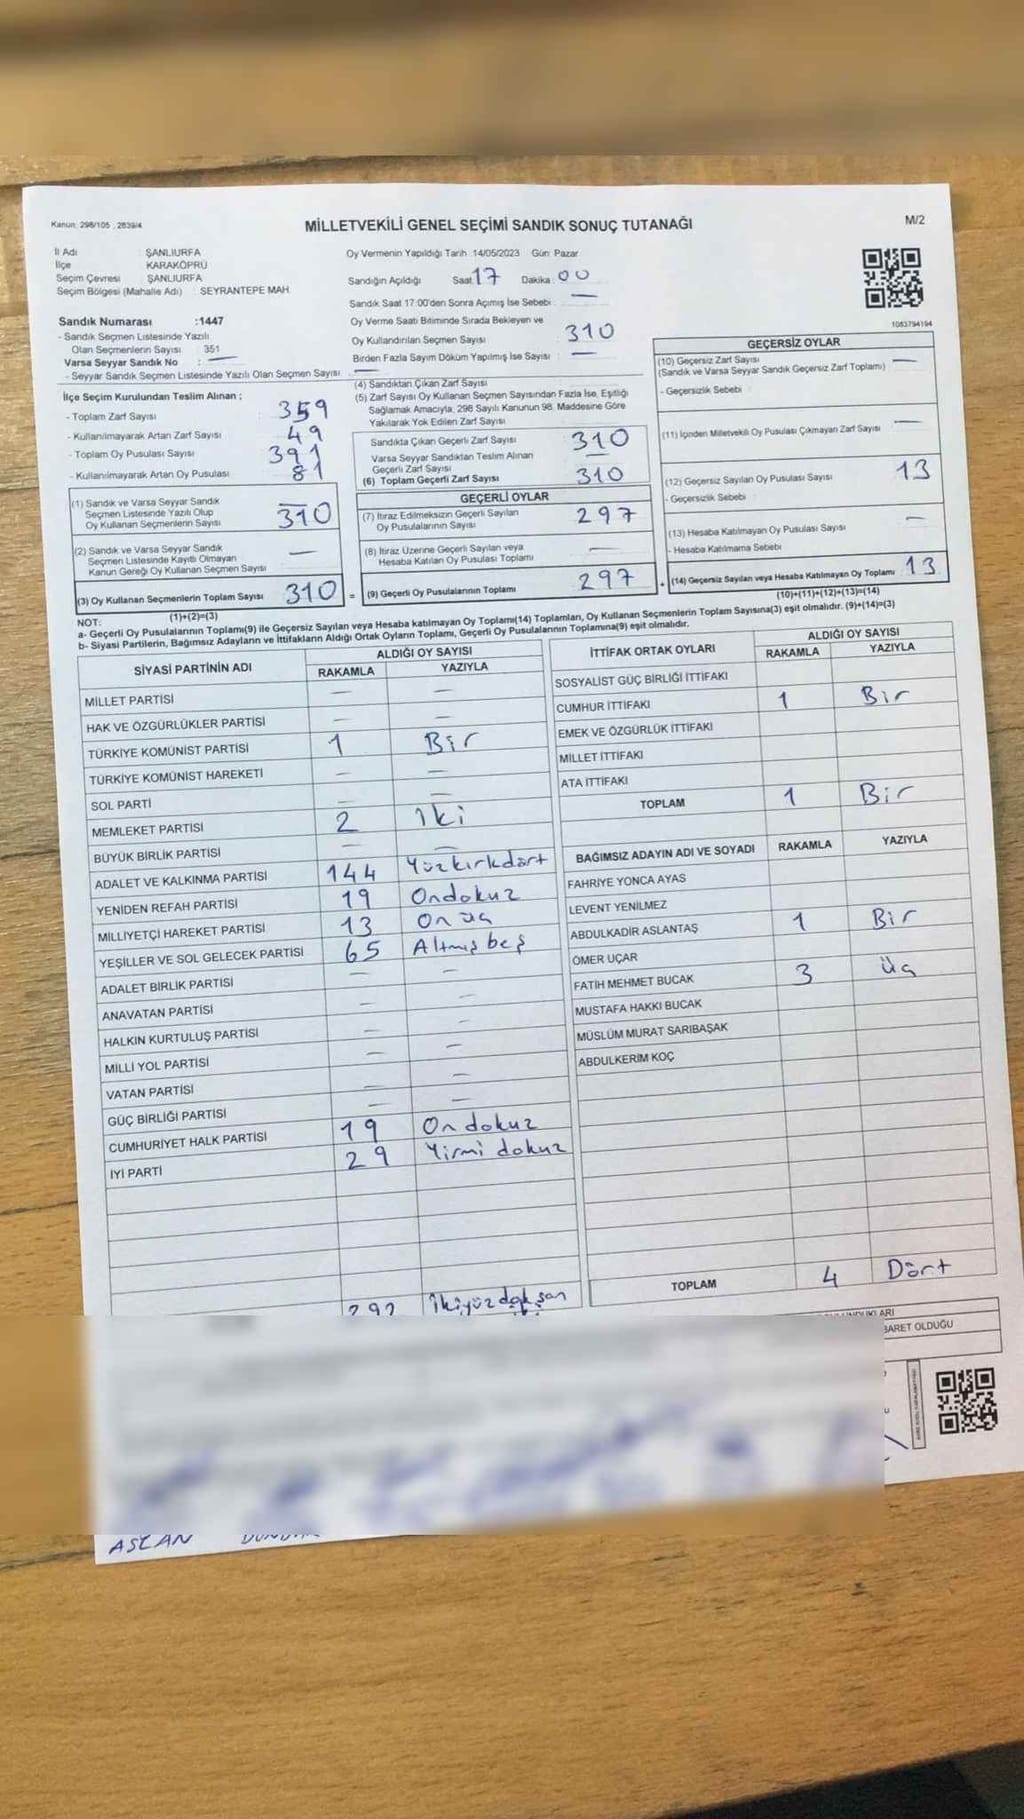 Kanun: 298/105 , 2839/4
MİLLETVEKİLİ GENEL SEÇİMİ SANDIK SONUÇ TUTANAĞI
M/2
İl Adı : ŞANLIURFA
İlçe : KARAKÖPRÜ
Seçim Çevresi : ŞANLIURFA
Seçim Bölgesi (Mahalle Adı) : SEYRANTEPE MAH.
Oy Vermenin Yapıldığı Tarih : 14/05/2023 Gün: Pazar
Sandığın Açıldığı Saat: 17 Dakika: 00
Sandık Saat 17:00'den Sonra Açımış İse Sebebi : —
Oy Verme Saati Bitiminde Sırada Bekleyen ve
Oy Kullandırılan Seçmen Sayısı : 310
Birden Fazla Sayım Döküm Yapılmış İse Sayısı : —
1083794194
Sandık Numarası :1447
- Sandık Seçmen Listesinde Yazılı
Olan Seçmenlerin Sayısı : 351
Varsa Seyyar Sandık No : —
- Seyyar Sandık Seçmen Listesinde Yazılı Olan Seçmen Sayısı : —
İlçe Seçim Kurulundan Teslim Alınan ;
- Toplam Zarf Sayısı : 359
- Kullanılmayarak Artan Zarf Sayısı : 49
- Toplam Oy Pusulası Sayısı : 391
- Kullanılmayarak Artan Oy Pusulası : 81
(1) Sandık ve Varsa Seyyar Sandık
Seçmen Listesinde Yazılı Olup
Oy Kullanan Seçmenlerin Sayısı : 310
(2) Sandık ve Varsa Seyyar Sandık
Seçmen Listesinde Kayıtlı Olmayan
Kanun Gereği Oy Kullanan Seçmen Sayısı : —
(3) Oy Kullanan Seçmenlerin Toplam Sayısı : 310
(1)+(2)=(3)
(4) Sandıktan Çıkan Zarf Sayısı
(5) Zarf Sayısı Oy Kullanan Seçmen Sayısından Fazla İse, Eşitliği
Sağlamak Amacıyla, 298 Sayılı Kanunun 98. Maddesine Göre
Yakılarak Yok Edilen Zarf Sayısı :
Sandıkta Çıkan Geçerli Zarf Sayısı : 310
Varsa Seyyar Sandıktan Teslim Alınan
Geçerli Zarf Sayısı : —
(6) Toplam Geçerli Zarf Sayısı : 310
GEÇERLİ OYLAR
(7) İtiraz Edilmeksizin Geçerli Sayılan
Oy Pusulalarının Sayısı : 297
(8) İtiraz Üzerine Geçerli Sayılan veya
Hesaba Katılan Oy Pusulası Toplamı : —
= (9) Geçerli Oy Pusulalarının Toplamı : 297
GEÇERSİZ OYLAR
(10) Geçersiz Zarf Sayısı : —
(Sandık ve Varsa Seyyar Sandık Geçersiz Zarf Toplamı)
- Geçersizlik Sebebi :
(11) İçinden Milletvekili Oy Pusulası Çıkmayan Zarf Sayısı : —
(12) Geçersiz Sayılan Oy Pusulası Sayısı : 13
- Geçersizlik Sebebi :
(13) Hesaba Katılmayan Oy Pusulası Sayısı : —
- Hesaba Katılmama Sebebi :
+ (14) Geçersiz Sayılan veya Hesaba Katılmayan Oy Toplamı : 13
(10)+(11)+(12)+(13)=(14)
NOT:
a- Geçerli Oy Pusulalarının Toplamı(9) ile Geçersiz Sayılan veya Hesaba katılmayan Oy Toplamı(14) Toplamları, Oy Kullanan Seçmenlerin Toplam Sayısına(3) eşit olmalıdır. (9)+(14)=(3)
b- Siyasi Partilerin, Bağımsız Adayların ve İttifakların Aldığı Ortak Oyların Toplamı, Geçerli Oy Pusulalarının Toplamına(9) eşit olmalıdır.
SİYASİ PARTİNİN ADI ALDIĞI OY SAYISI
RAKAMLA YAZIYLA
MİLLET PARTİSİ — —
HAK VE ÖZGÜRLÜKLER PARTİSİ — —
TÜRKİYE KOMÜNİST PARTİSİ 1 Bir
TÜRKİYE KOMÜNİST HAREKETİ — —
SOL PARTİ — —
MEMLEKET PARTİSİ 2 İki
BÜYÜK BİRLİK PARTİSİ — —
ADALET VE KALKINMA PARTİSİ 144 Yüzkırkdört
YENİDEN REFAH PARTİSİ 19 Ondokuz
MİLLİYETÇİ HAREKET PARTİSİ 13 Onüç
YEŞİLLER VE SOL GELECEK PARTİSİ 65 Altmışbeş
ADALET BİRLİK PARTİSİ —
ANAVATAN PARTİSİ — —
HALKIN KURTULUŞ PARTİSİ — —
MİLLİ YOL PARTİSİ — —
VATAN PARTİSİ — —
GÜÇ BİRLİĞİ PARTİSİ — —
CUMHURİYET HALK PARTİSİ 19 Ondokuz
İYİ PARTİ 29 Yirmi dokuz
292 İkiyüzdoksan
İTTİFAK ORTAK OYLARI ALDIĞI OY SAYISI
RAKAMLA YAZIYLA
SOSYALİST GÜÇ BİRLİĞİ İTTİFAKI
CUMHUR İTTİFAKI 1 Bir
EMEK VE ÖZGÜRLÜK İTTİFAKI
MİLLET İTTİFAKI
ATA İTTİFAKI
TOPLAM 1 Bir
BAĞIMSIZ ADAYIN ADI VE SOYADI RAKAMLA YAZIYLA
FAHRİYE YONCA AYAS
LEVENT YENİLMEZ
ABDULKADİR ASLANTAŞ 1 Bir
ÖMER UÇAR
FATİH MEHMET BUCAK 3 Üç
MUSTAFA HAKKI BUCAK
MÜSLÜM MURAT SARIBAŞAK
ABDULKERİM KOÇ
TOPLAM 4 Dört
BARET OLDUĞU
ASLAN